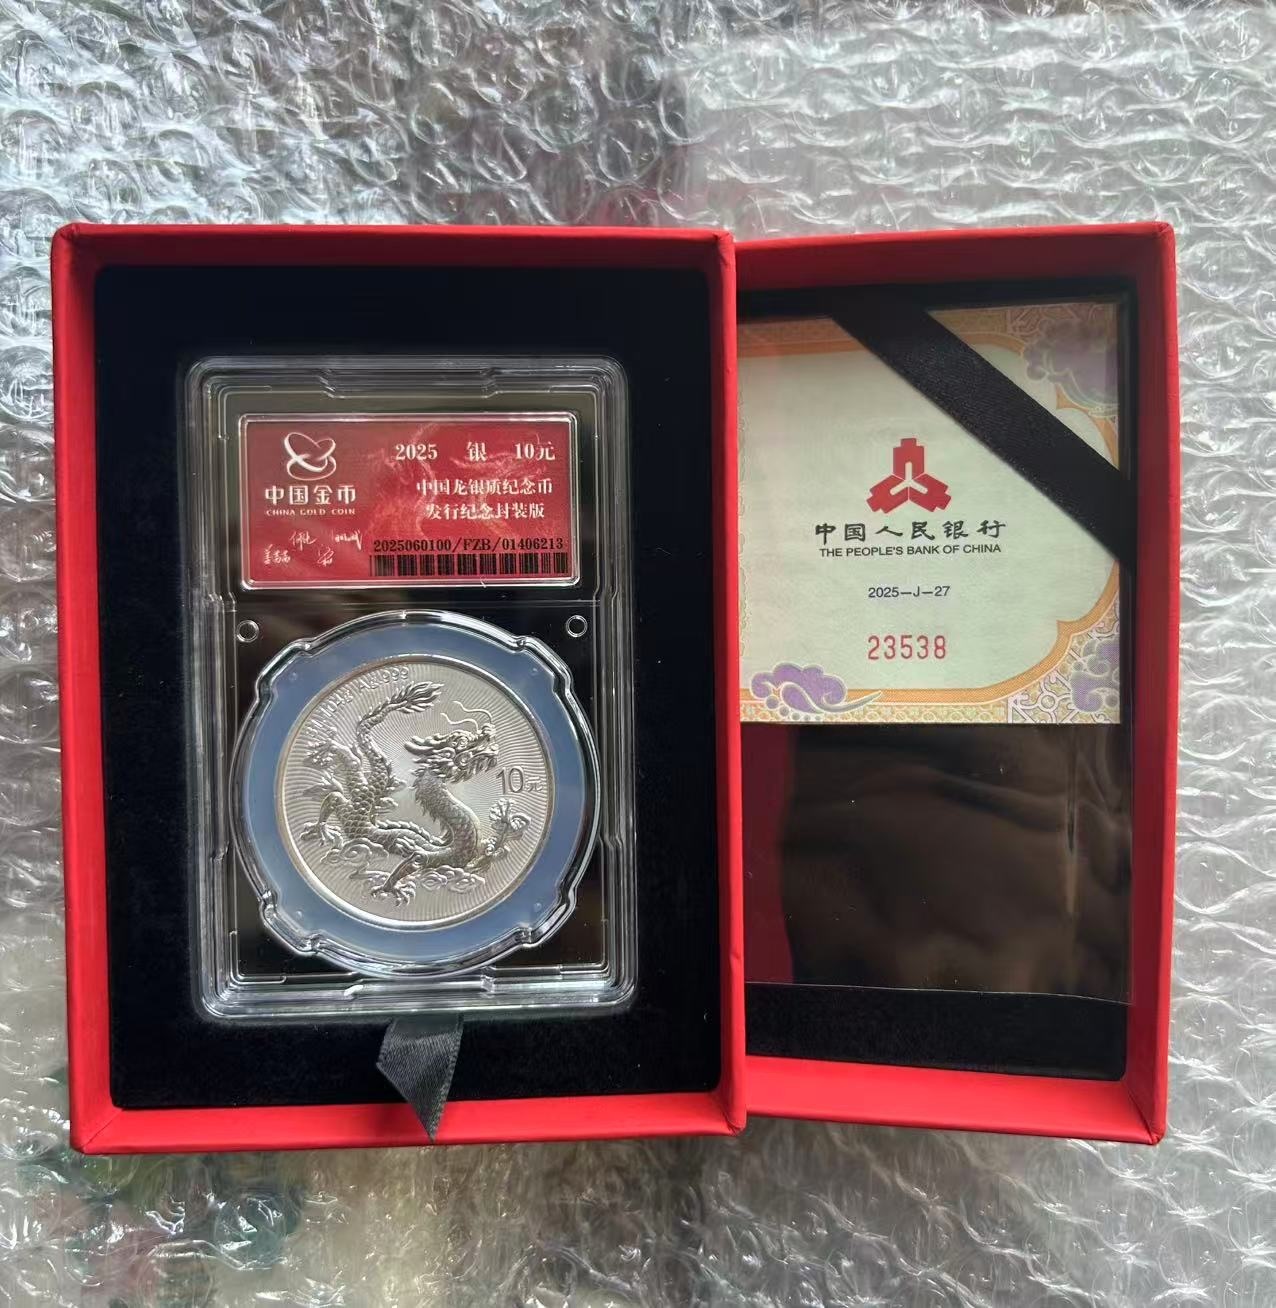 2025 银 10元
中国金币
CHINA GOLD COIN
中国龙银质纪念币
发行纪念封装版
2025060100/FZB/01406213
Ag999
10元
中国人民银行
THE PEOPLE'S BANK OF CHINA
2025—J—27
23538